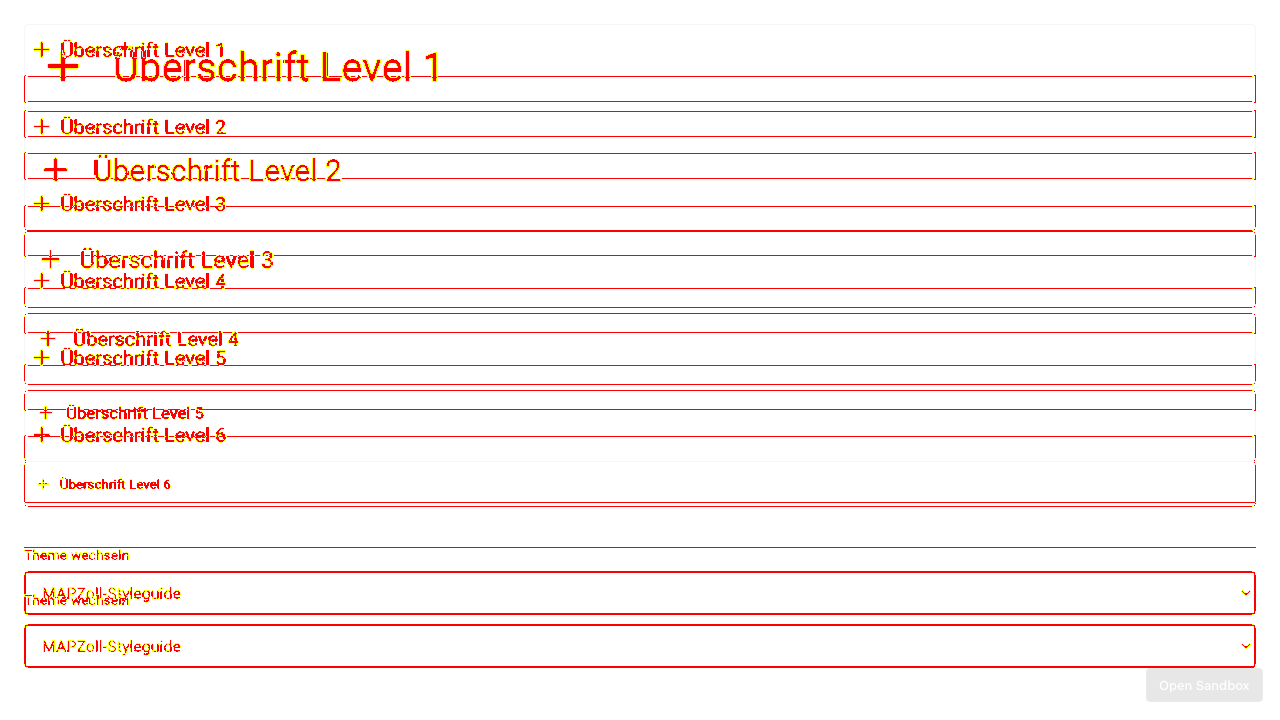 + Überschrift Level 1
+ Überschrift Level 1
+ Überschrift Level 2
+ Überschrift Level 2
+ Überschrift Level 3
+ Überschrift Level 3
+ Überschrift Level 4
+ Überschrift Level 4
+ Überschrift Level 5
+ Überschrift Level 5
+ Überschrift Level 6
+ Überschrift Level 6
Theme wechseln
MAPZoll-Styleguide
Theme wechseln
MAPZoll-Styleguide
Open Sandbox